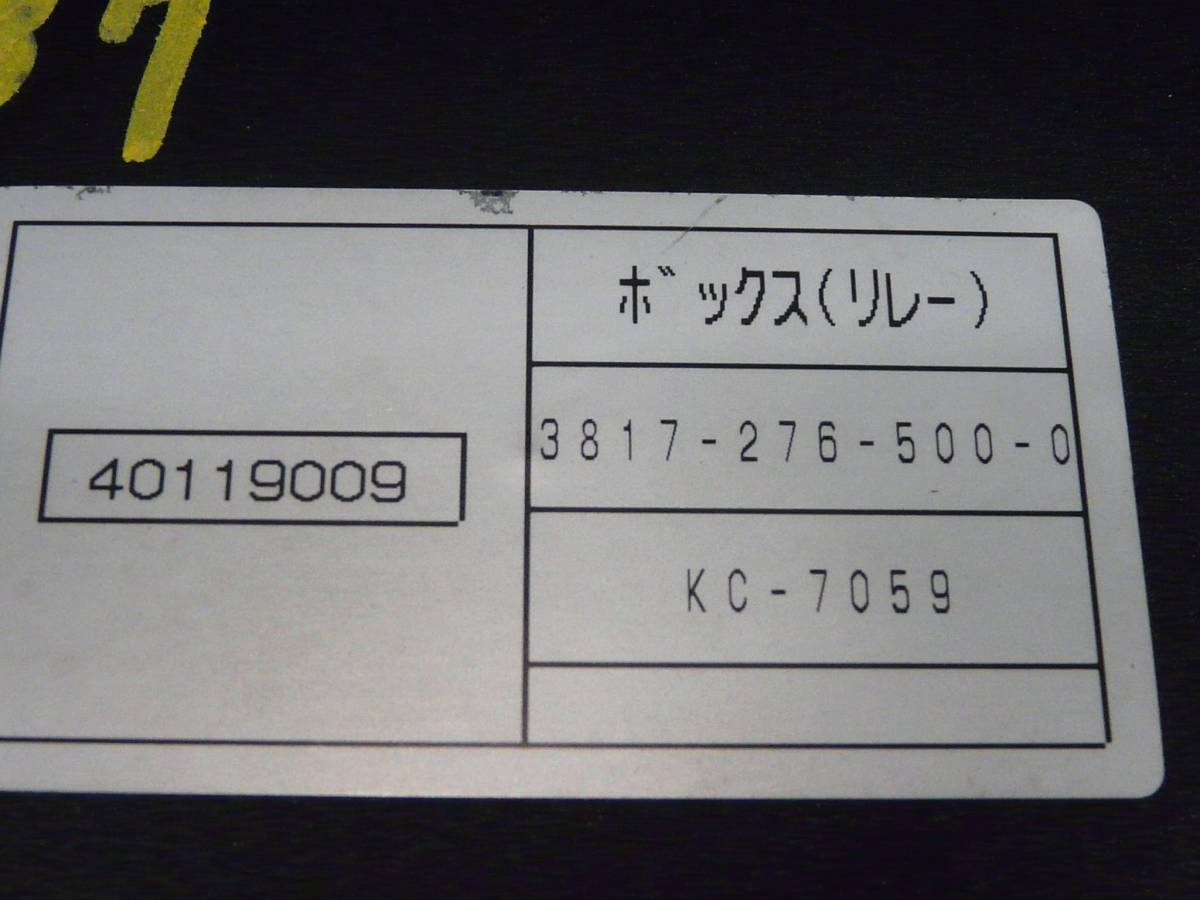 ﾎﾞｯｸｽ(ﾘﾚｰ)
3817-276-500-0
40119009
KC-7059